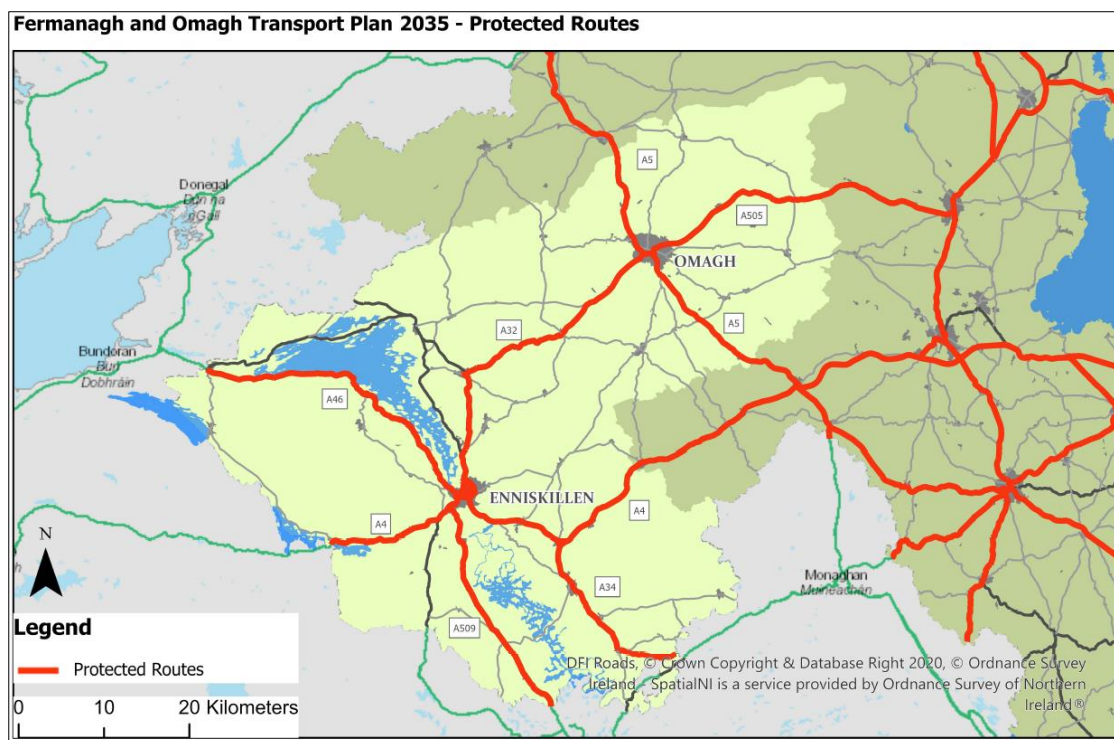 Fermanagh and Omagh Transport Plan 2035 - Protected Routes
A5
Donegal
Dún na
nGall
A505
OMAGH
A32
A5
Bundoran
Bun
Dobhráin
A46
ENNISKILLEN
A4
A4
N
Monaghan
Muineachán
A34
A509
Legend
Protected Routes
0 10 20 Kilometers
DFI Roads, © Crown Copyright & Database Right 2020, © Ordnance Survey
Ireland - SpatialNI is a service provided by Ordnance Survey of Northern
Ireland®